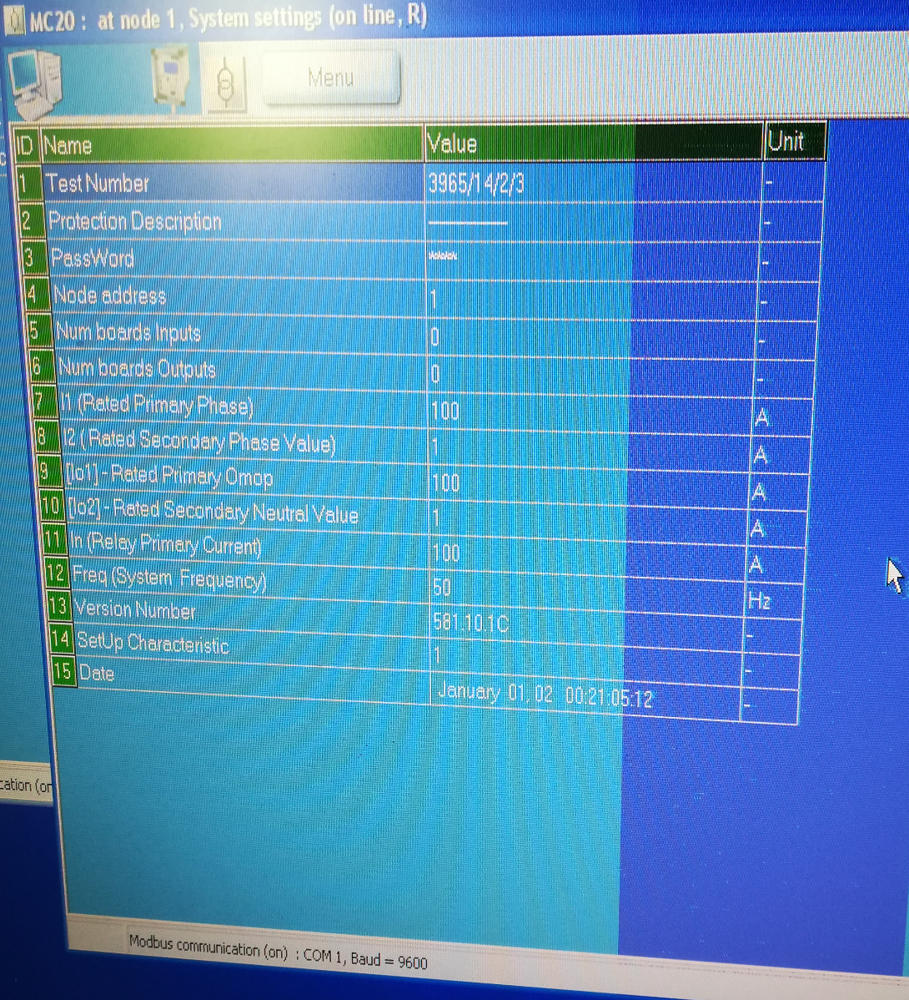 MC20 : at node 1, System settings (on line, R)
Menu
ID Name Value Unit
1 Test Number 3965/14/2/3 -
2 Protection Description ---------------- -
3 PassWord **** -
4 Node address 1 -
5 Num boards Inputs 0 -
6 Num boards Outputs 0 -
7 I1 (Rated Primary Phase) 100 A
8 I2 ( Rated Secondary Phase Value) 1 A
9 [Io1] - Rated Primary Omop 100 A
10 [Io2] - Rated Secondary Neutral Value 1 A
11 In (Relay Primary Current) 100 A
12 Freq (System Frequency) 50 Hz
13 Version Number 581.10.1C -
14 SetUp Characteristic 1 -
15 Date January 01, 02 00:21:05:12 -
cation (on
Modbus communication (on) : COM 1, Baud = 9600